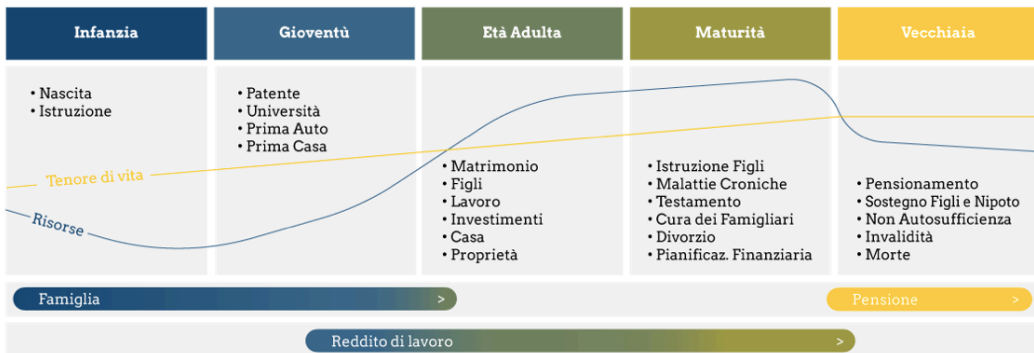 Infanzia
Gioventù
Età Adulta
Maturità
Vecchiaia
• Nascita
• Istruzione
• Patente
• Università
• Prima Auto
• Prima Casa
• Matrimonio
• Figli
• Lavoro
• Investimenti
• Casa
• Proprietà
• Istruzione Figli
• Malattie Croniche
• Testamento
• Cura dei Famigliari
• Divorzio
• Pianificaz. Finanziaria
• Pensionamento
• Sostegno Figli e Nipoto
• Non Autosufficienza
• Invalidità
• Morte
Tenore di vita
Risorse
Famiglia >
Pensione >
Reddito di lavoro >